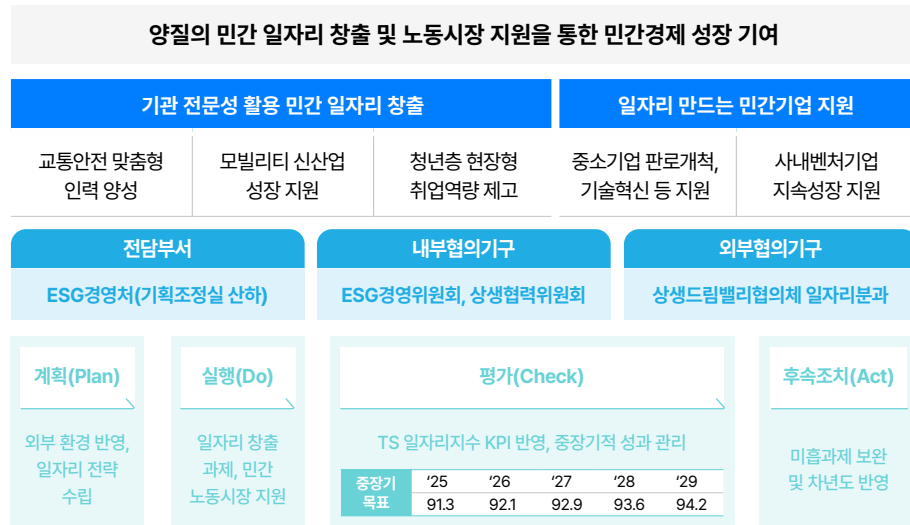 양질의 민간 일자리 창출 및 노동시장 지원을 통한 민간경제 성장 기여
기관 전문성 활용 민간 일자리 창출
일자리 만드는 민간기업 지원
교통안전 맞춤형
인력 양성
모빌리티 신산업
성장 지원
청년층 현장형
취업역량 제고
중소기업 판로개척,
기술혁신 등 지원
사내벤처기업
지속성장 지원
전담부서
내부협의기구
외부협의기구
ESG경영처(기획조정실 산하)
ESG경영위원회, 상생협력위원회
상생드림밸리협의체 일자리분과
계획(Plan)
외부 환경 반영,
일자리 전략
수립
실행(Do)
일자리 창출
과제, 민간
노동시장 지원
평가(Check)
TS 일자리지수 KPI 반영, 중장기적 성과 관리
중장기
목표
‘25 ‘26 ‘27 ‘28 ‘29
91.3 92.1 92.9 93.6 94.2
후속조치(Act)
미흡과제 보완
및 차년도 반영